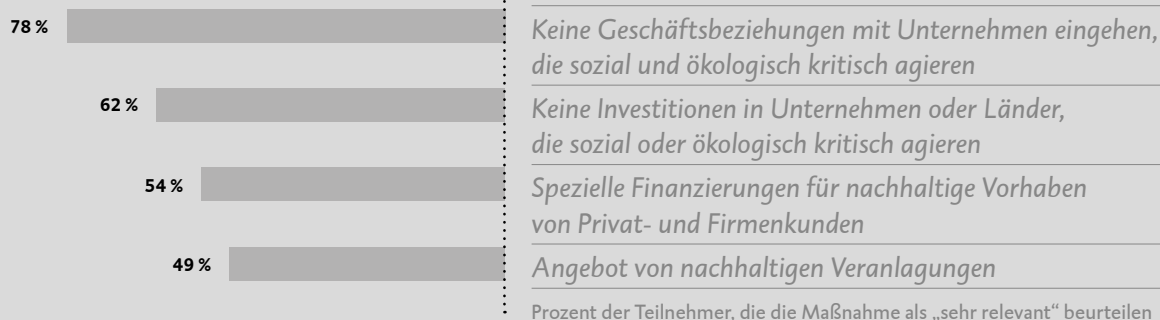 78 %
Keine Geschäftsbeziehungen mit Unternehmen eingehen,
die sozial und ökologisch kritisch agieren
62 %
Keine Investitionen in Unternehmen oder Länder,
die sozial oder ökologisch kritisch agieren
54 %
Spezielle Finanzierungen für nachhaltige Vorhaben
von Privat- und Firmenkunden
49 %
Angebot von nachhaltigen Veranlagungen
Prozent der Teilnehmer, die die Maßnahme als „sehr relevant“ beurteilen